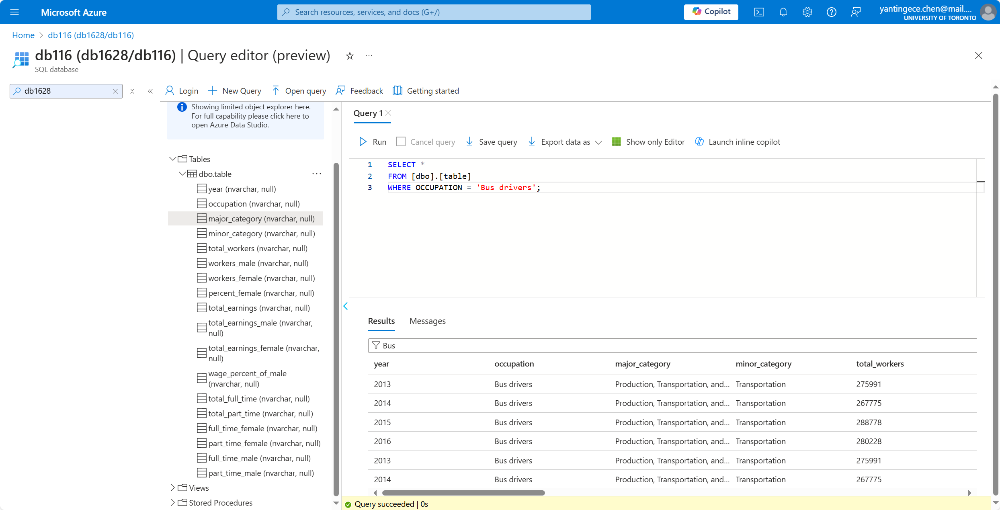 Microsoft Azure
Search resources, services, and docs (G+/)
Copilot
yantingece.chen@mail....
UNIVERSITY OF TORONTO
Home > db116 (db1628/db116)
db116 (db1628/db116) | Query editor (preview)
SQL database
db1628
Login
New Query
Open query
Feedback
Getting started
Showing limited object explorer here.
For full capability please click here to
open Azure Data Studio.
Tables
dbo.table
year (nvarchar, null)
occupation (nvarchar, null)
major_category (nvarchar, null)
minor_category (nvarchar, null)
total_workers (nvarchar, null)
workers_male (nvarchar, null)
workers_female (nvarchar, null)
percent_female (nvarchar, null)
total_earnings (nvarchar, null)
total_earnings_male (nvarchar,
null)
total_earnings_female (nvarchar,
null)
wage_percent_of_male
(nvarchar, null)
total_full_time (nvarchar, null)
total_part_time (nvarchar, null)
full_time_female (nvarchar, null)
part_time_female (nvarchar, null)
full_time_male (nvarchar, null)
part_time_male (nvarchar, null)
Views
Stored Procedures
Query 1
Run
Cancel query
Save query
Export data as
Show only Editor
Launch inline copilot
1 SELECT *
2 FROM [dbo].[table]
3 WHERE OCCUPATION = 'Bus drivers';
Results
Messages
Bus
year occupation major_category minor_category total_workers
2013 Bus drivers Production, Transportation, and... Transportation 275991
2014 Bus drivers Production, Transportation, and... Transportation 267775
2015 Bus drivers Production, Transportation, and... Transportation 288778
2016 Bus drivers Production, Transportation, and... Transportation 280228
2013 Bus drivers Production, Transportation, and... Transportation 275991
2014 Bus drivers Production, Transportation, and... Transportation 267775
Query succeeded | 0s